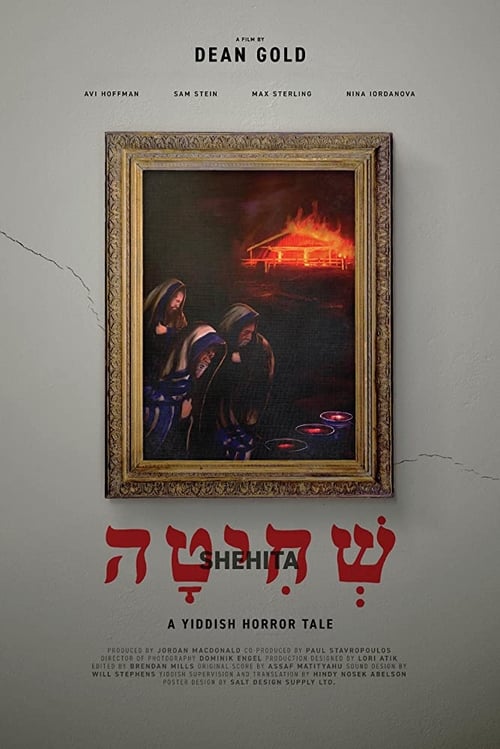 A FILM BY
DEAN GOLD
AVI HOFFMAN SAM STEIN MAX STERLING NINA IORDANOVA
שְׁחִיטָה
SHEHITA
A YIDDISH HORROR TALE
PRODUCED BY JORDAN MACDONALD CO-PRODUCED BY PAUL STAVROPOULOS
DIRECTOR OF PHOTOGRAPHY DOMINIK ENGEL PRODUCTION DESIGNED BY LORI ATIK
EDITED BY BRENDAN MILLS ORIGINAL SCORE BY ASSAF MATITYAHU SOUND DESIGN BY
WILL STEPHENS YIDDISH SUPERVISION AND TRANSLATION BY HINDY NOSEK ABELSON
POSTER DESIGN BY SALT DESIGN SUPPLY LTD.